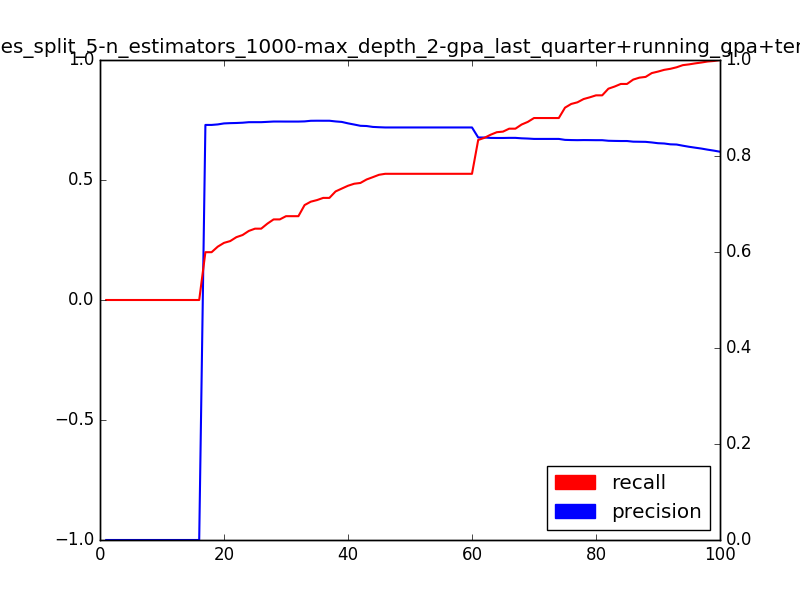 es_split_5-n_estimators_1000-max_depth_2-gpa_last_quarter+running_gpa+ter
1.0
0.5
0.0
−0.5
−1.0
1.0
0.8
0.6
0.4
0.2
0.0
recall
precision
0 20 40 60 80 100